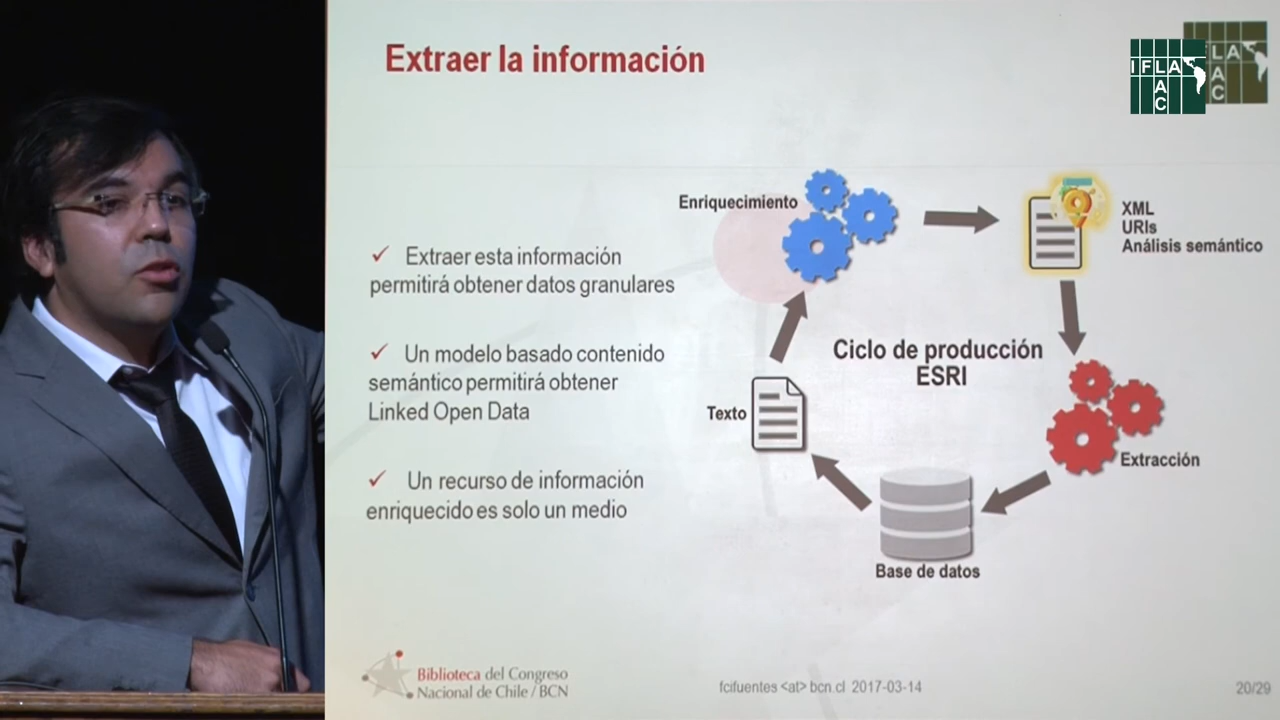 Extraer la información
IFLA
A
C
LA
A
C
Enriquecimiento
XML
URIs
Análisis semántico
✓ Extraer esta información
permitirá obtener datos granulares
✓ Un modelo basado contenido
semántico permitirá obtener
Linked Open Data
✓ Un recurso de información
enriquecido es solo un medio
Ciclo de producción
ESRI
Texto
Extracción
Base de datos
Biblioteca del Congreso
Nacional de Chile / BCN
fcifuentes <at> bcn.cl 2017-03-14
20/29